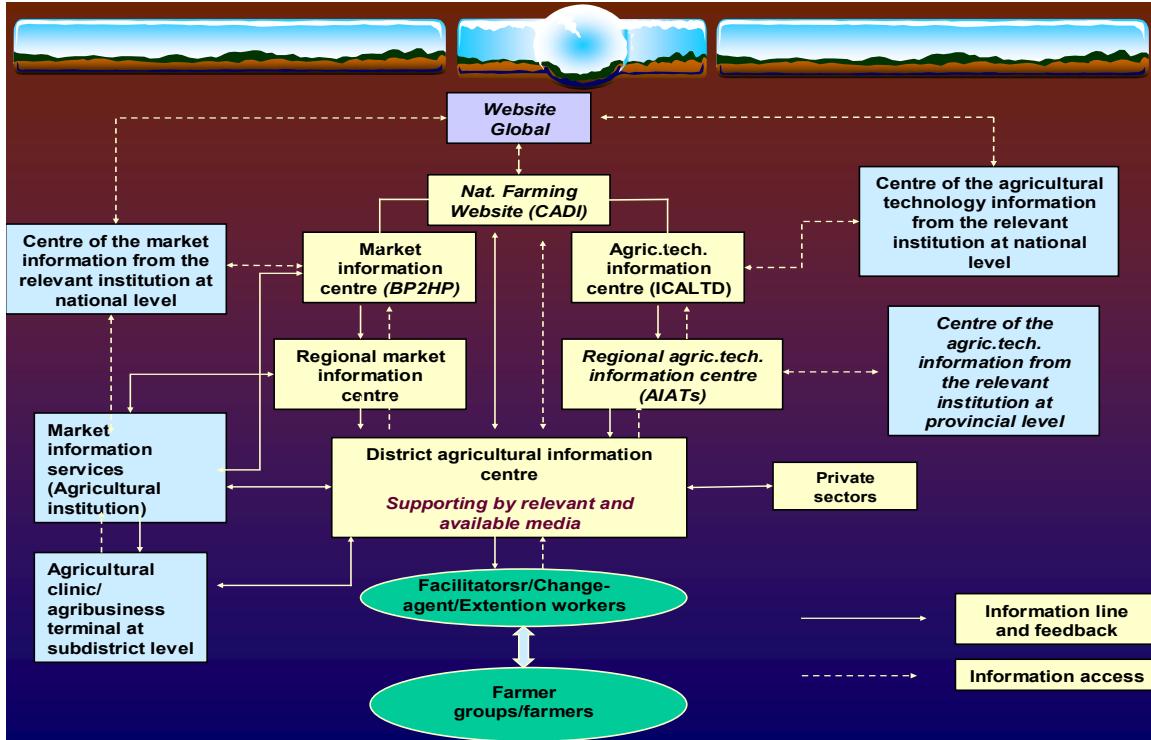 Website
Global
Nat. Farming
Website (CADI)
Centre of the agricultural
technology information
from the relevant
institution at national
level
Centre of the market
information from the
relevant institution at
national level
Market
information
centre (BP2HP)
Agric.tech.
information
centre (ICALTD)
Regional market
information
centre
Regional agric.tech.
information centre
(AIATs)
Centre of the
agric.tech.
information from
the relevant
institution at
provincial level
Market
information
services
(Agricultural
institution)
District agricultural information
centre
Supporting by relevant and
available media
Private
sectors
Agricultural
clinic/
agribusiness
terminal at
subdistrict level
Facilitatorsr/Change-
agent/Extention workers
Farmer
groups/farmers
Information line
and feedback
Information access